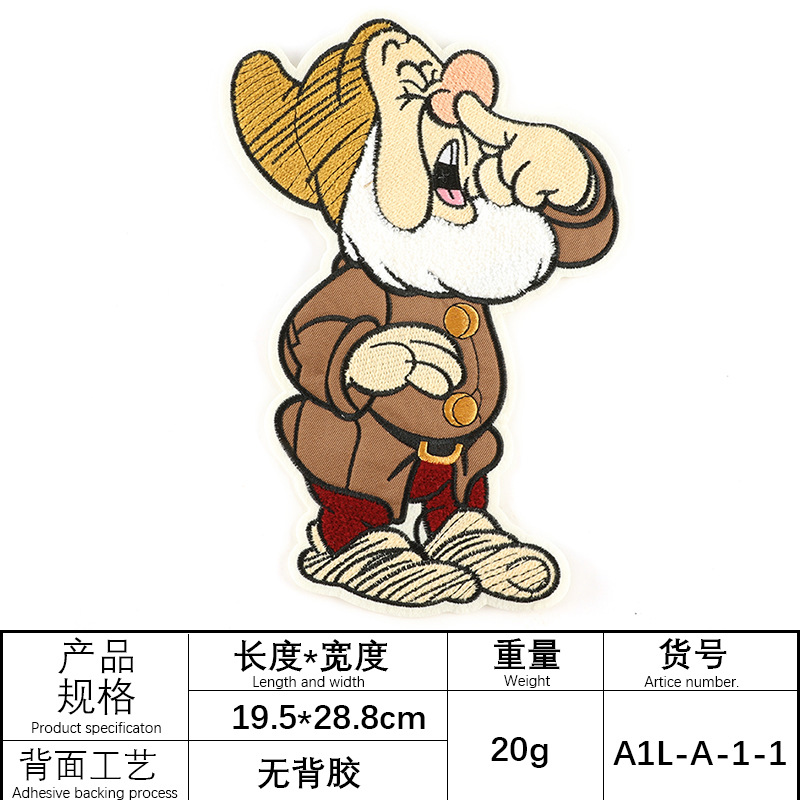 产品
规格
Product specificaton
长度*宽度
Length and width
重量
Weight
货号
Artice number.
19.5*28.8cm
20g
A1L-A-1-1
背面工艺
Adhesive backing process
无背胶